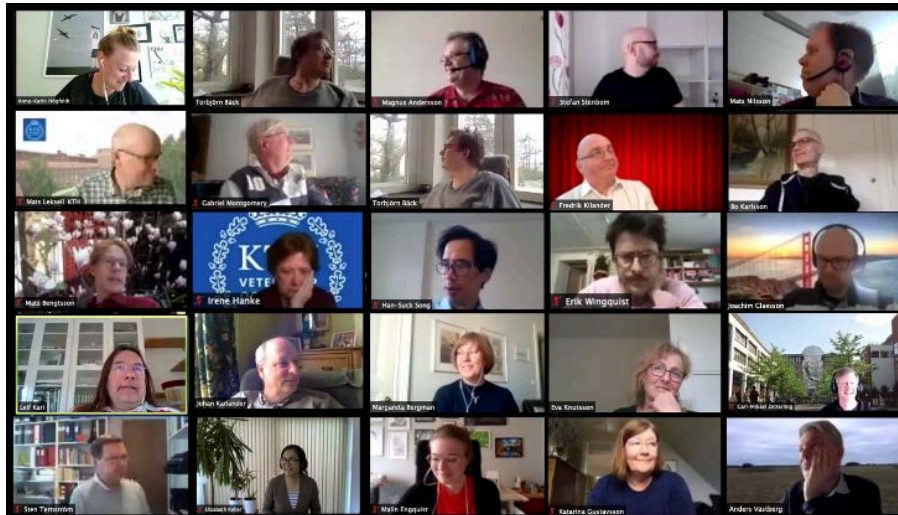 Anna-Karin Högfeldt
Torbjörn Bäck
Magnus Andersson
Stefan Stenbom
Mats Nilsson
KTH
Mats Leksell KTH
Gabriel Montgomery
Torbjörn Bäck
Fredrik Kilander
Bo Karlsson
Mats Bengtsson
Irene Hanke
Han-Suck Song
Erik Wingquist
Joachim Claesson
Leif Kari
Johan Karlander
Margareta Bergman
Eva Knutsson
Carl-Mikael Zetterling
Sten Ternström
Elizabeth Keller
Malin Engquist
Katarina Gustavsson
Anders Västberg